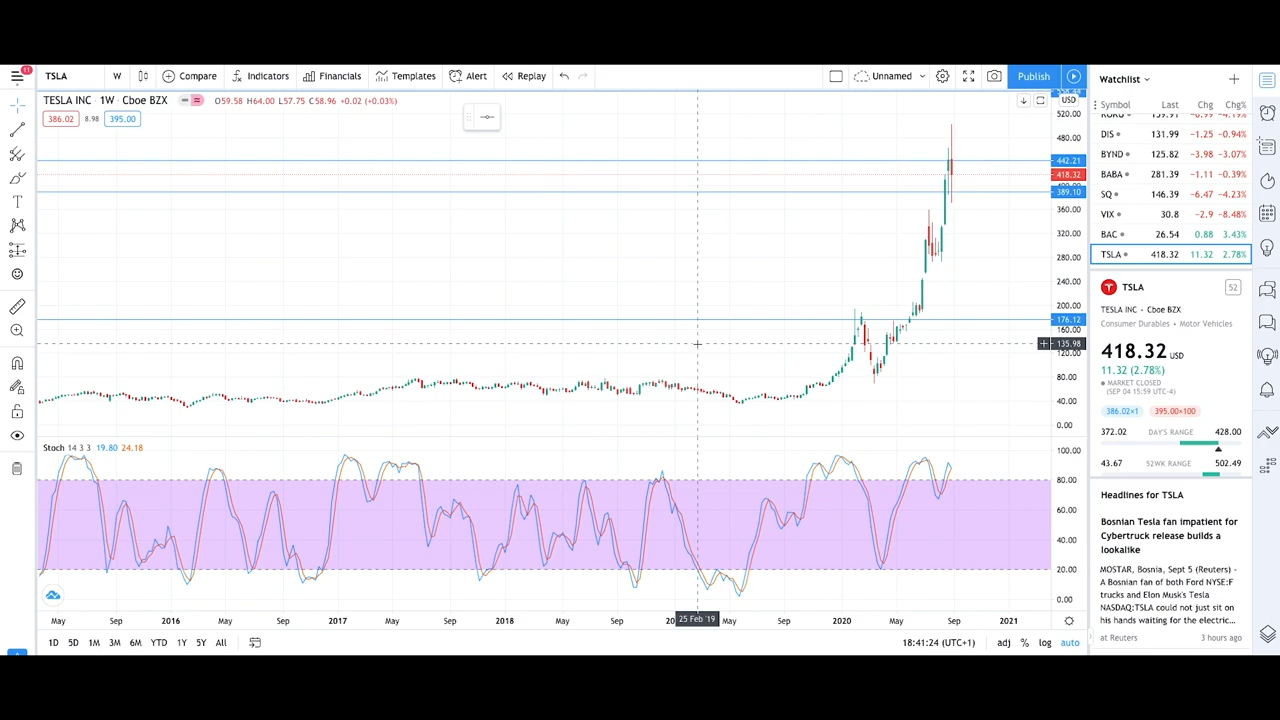 11
TSLA W Compare Indicators Financials Templates Alert Replay Unnamed Publish
TESLA INC · 1W · Cboe BZX O59.58 H64.00 L57.75 C58.96 +0.02 (+0.03%)
386.02 8.98 395.00
USD
520.00
480.00
442.21
418.32
389.10
360.00
320.00
280.00
240.00
200.00
176.12
160.00
135.98
120.00
80.00
40.00
0.00
Stoch 14 3 3 19.80 24.18
100.00
80.00
60.00
40.00
20.00
0.00
May 2016 May Sep 2017 May Sep 2018 May Sep 25 Feb '19 May Sep 2020 May Sep 2021
1D 5D 1M 3M 6M YTD 1Y 5Y All 18:41:24 (UTC+1) adj % log auto
Watchlist
Symbol Last Chg Chg%
DIS 131.99 −1.25 −0.94%
BYND 125.82 −3.98 −3.07%
BABA 281.39 −1.11 −0.39%
SQ 146.39 −6.47 −4.23%
VIX 30.8 −2.9 −8.48%
BAC 26.54 0.88 3.43%
TSLA 418.32 11.32 2.78%
TSLA 52
TESLA INC · Cboe BZX
Consumer Durables · Motor Vehicles
418.32 USD
11.32 (2.78%)
MARKET CLOSED
(SEP 04 15:59 UTC-4)
386.02×1 395.00×100
372.02 DAY'S RANGE 428.00
43.67 52WK RANGE 502.49
Headlines for TSLA
Bosnian Tesla fan impatient for
Cybertruck release builds a
lookalike
MOSTAR, Bosnia, Sept 5 (Reuters) -
A Bosnian fan of both Ford NYSE:F
trucks and Elon Musk's Tesla
NASDAQ:TSLA could not just sit on
his hands waiting for the electric...
at Reuters 3 hours ago